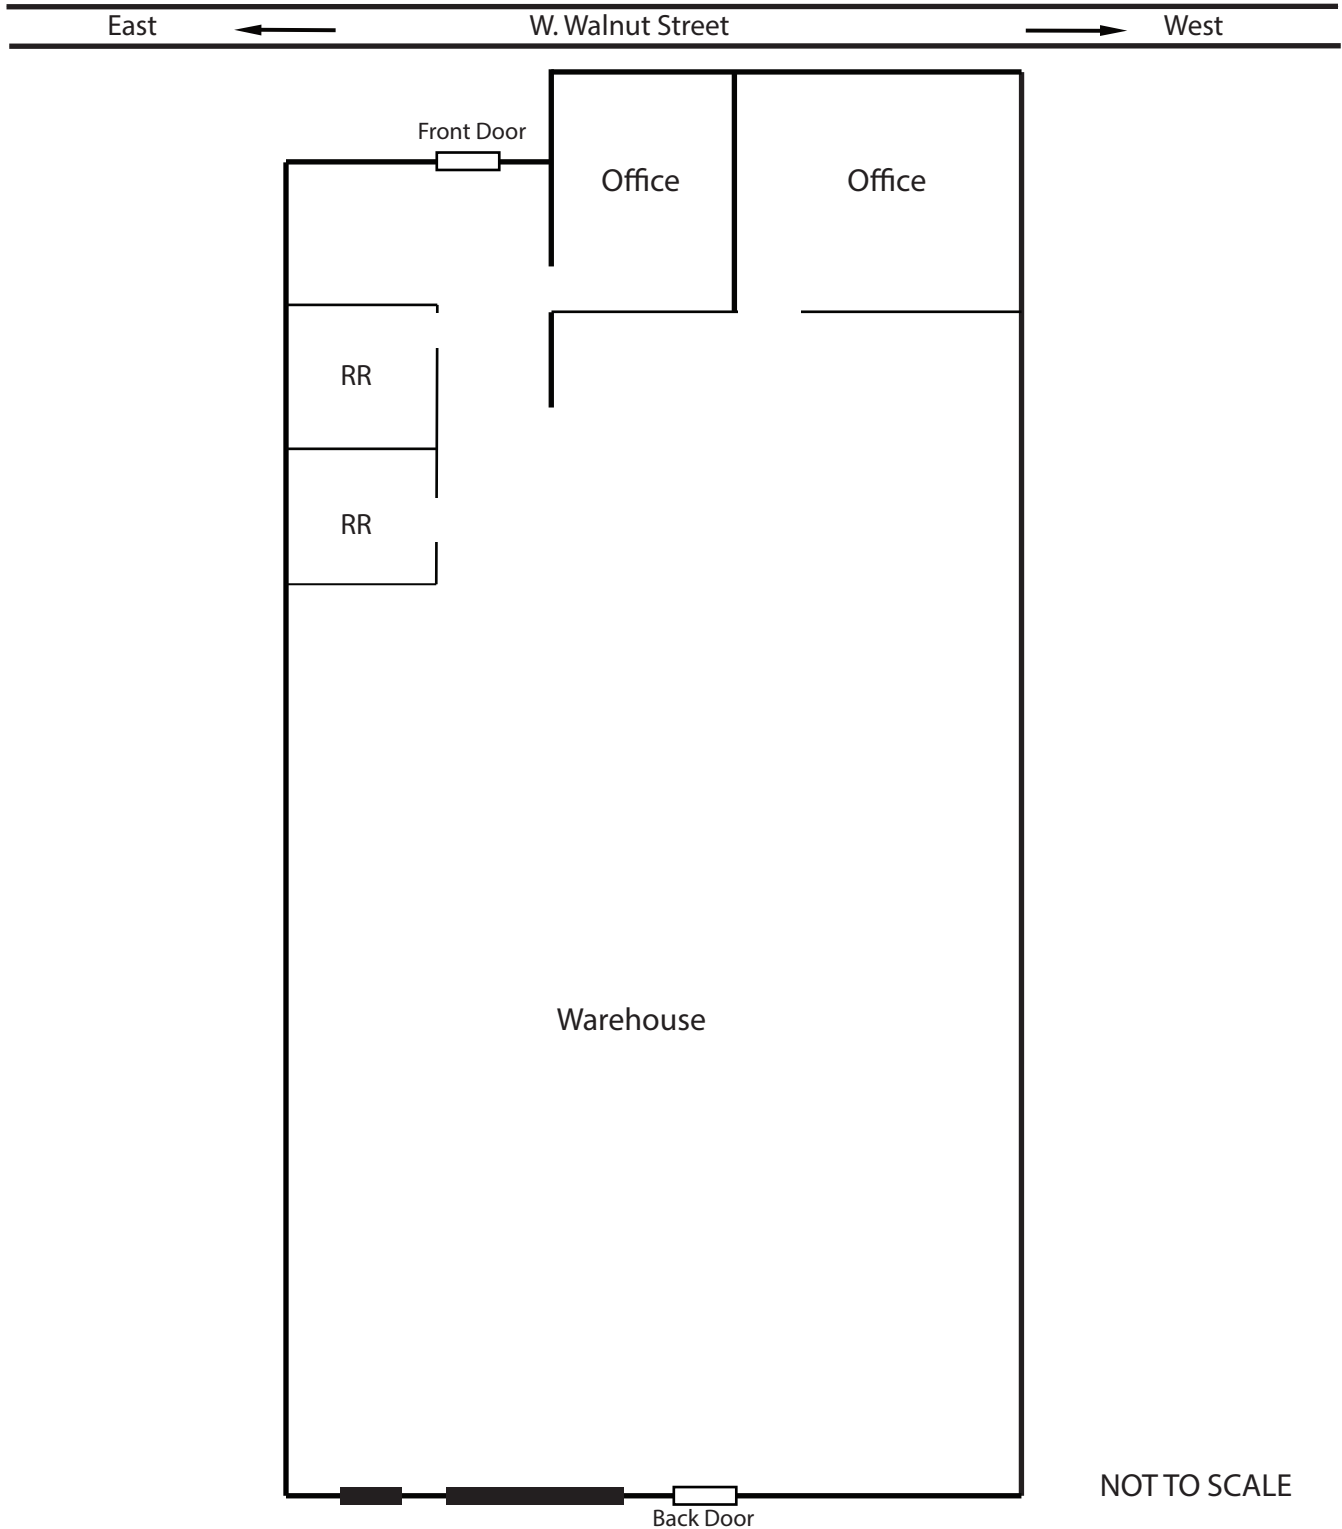 East
W. Walnut Street
West
Front Door
Office
Office
RR
RR
Warehouse
NOT TO SCALE
Back Door